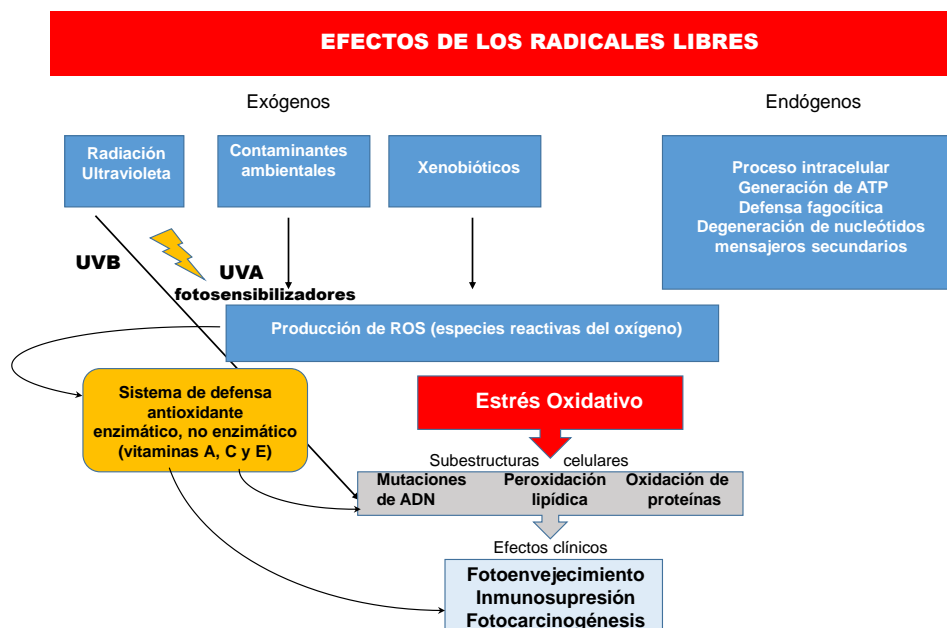 EFECTOS DE LOS RADICALES LIBRES
Exógenos
Endógenos
Radiación
Ultravioleta
Contaminantes
ambientales
Xenobióticos
Proceso intracelular
Generación de ATP
Defensa fagocítica
Degeneración de nucleótidos
mensajeros secundarios
UVB
UVA
fotosensibilizadores
Producción de ROS (especies reactivas del oxígeno)
Sistema de defensa
antioxidante
enzimático, no enzimático
(vitaminas A, C y E)
Estrés Oxidativo
Subestructuras celulares
Mutaciones
de ADN
Peroxidación
lipídica
Oxidación de
proteínas
Efectos clínicos
Fotoenvejecimiento
Inmunosupresión
Fotocarcinogénesis